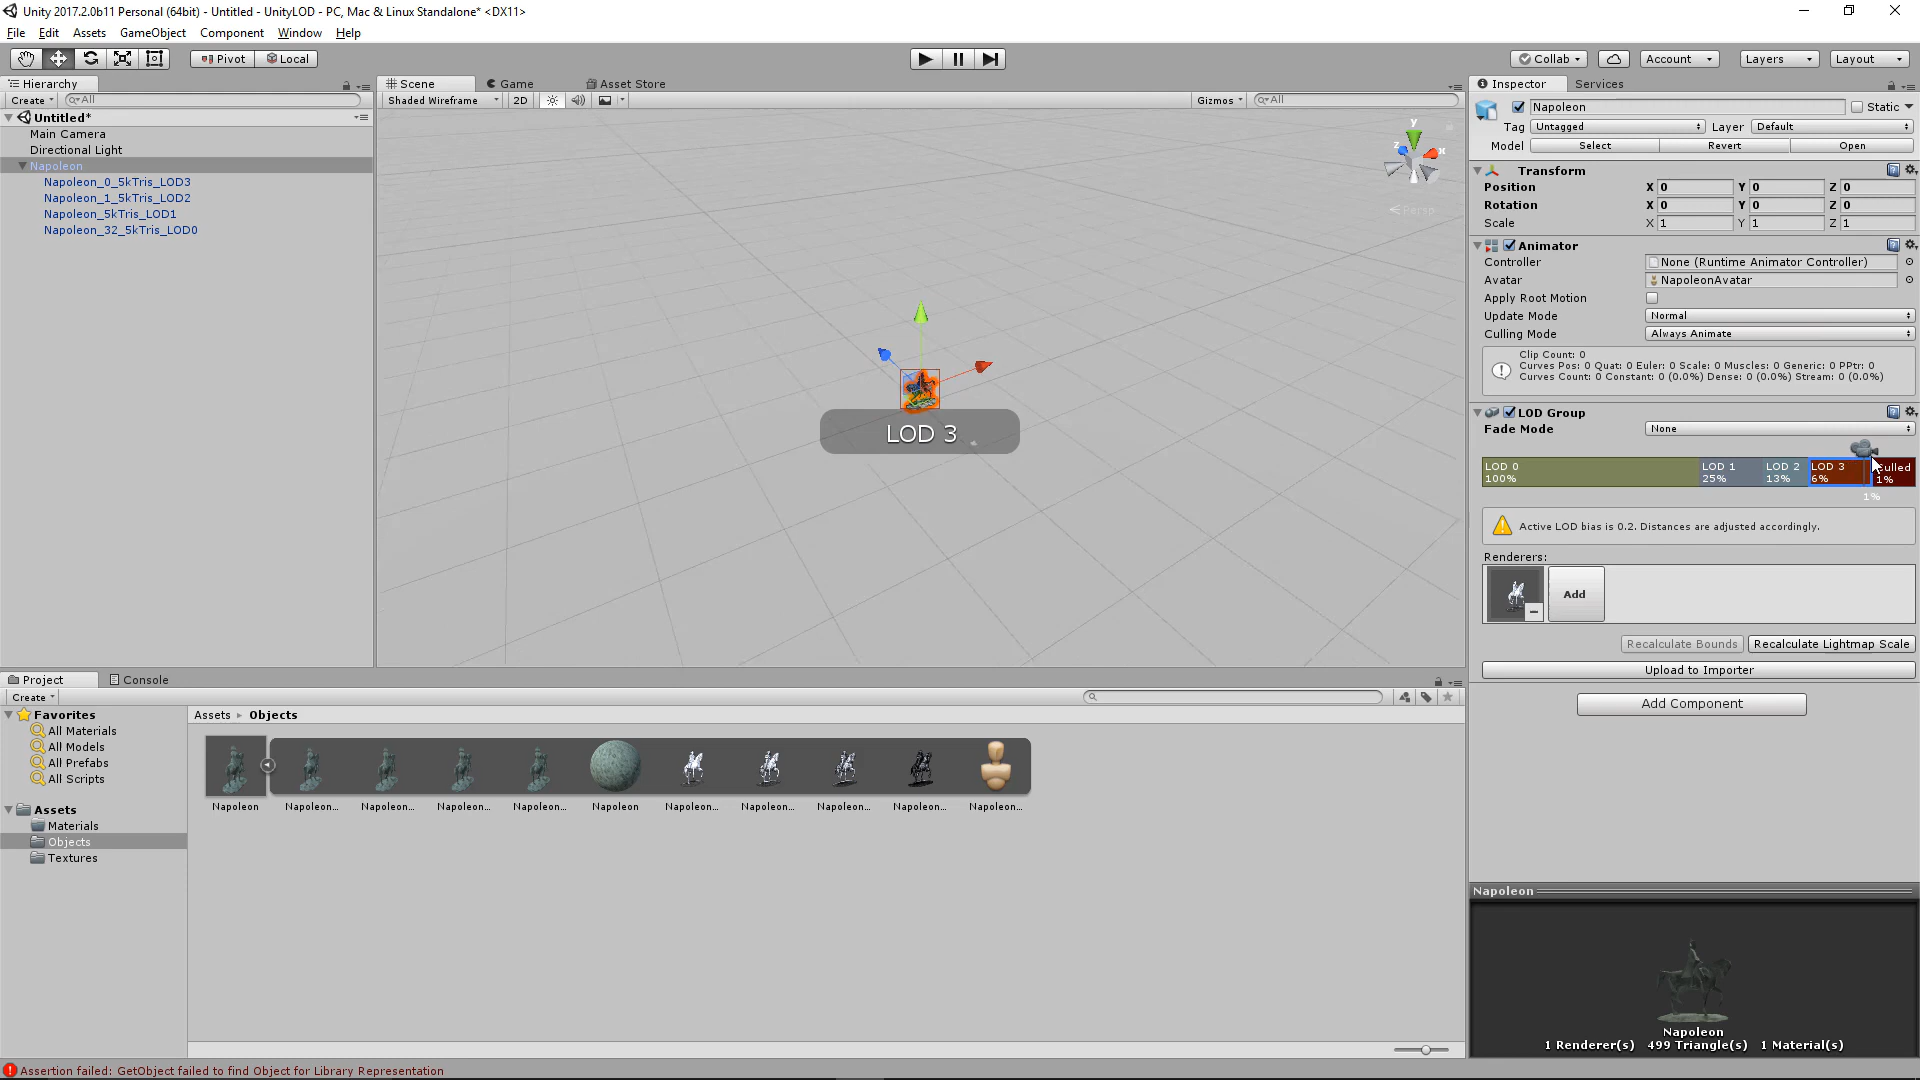 Unity 2017.2.0b11 Personal (64bit) - Untitled - UnityLOD - PC, Mac & Linux Standalone* <DX11>
File Edit Assets GameObject Component Window Help
Pivot Local Collab Account Layers Layout
Hierarchy
Create All
Untitled*
Main Camera
Directional Light
Napoleon
Napoleon_0_5kTris_LOD3
Napoleon_1_5kTris_LOD2
Napoleon_5kTris_LOD1
Napoleon_32_5kTris_LOD0
Scene Game Asset Store
Shaded Wireframe 2D Gizmos All
y
z x
Persp
LOD 3
Inspector Services
Napoleon Static
Tag Untagged Layer Default
Model Select Revert Open
Transform
Position X 0 Y 0 Z 0
Rotation X 0 Y 0 Z 0
Scale X 1 Y 1 Z 1
Animator
Controller None (Runtime Animator Controller)
Avatar NapoleonAvatar
Apply Root Motion
Update Mode Normal
Culling Mode Always Animate
Clip Count: 0
Curves Pos: 0 Quat: 0 Euler: 0 Scale: 0 Muscles: 0 Generic: 0 PPtr: 0
Curves Count: 0 Constant: 0 (0.0%) Dense: 0 (0.0%) Stream: 0 (0.0%)
LOD Group
Fade Mode None
LOD 0 LOD 1 LOD 2 LOD 3 Culled
100% 25% 13% 6% 1%
1%
Active LOD bias is 0.2. Distances are adjusted accordingly.
Renderers:
Add
Recalculate Bounds Recalculate Lightmap Scale
Upload to Importer
Add Component
Project Console
Create
Favorites
All Materials
All Models
All Prefabs
All Scripts
Assets
Materials
Objects
Textures
Assets Objects
Napoleon Napoleon... Napoleon... Napoleon... Napoleon... Napoleon Napoleon... Napoleon... Napoleon... Napoleon... Napoleon...
Napoleon
Napoleon
1 Renderer(s) 499 Triangle(s) 1 Material(s)
Assertion failed: GetObject failed to find Object for Library Representation